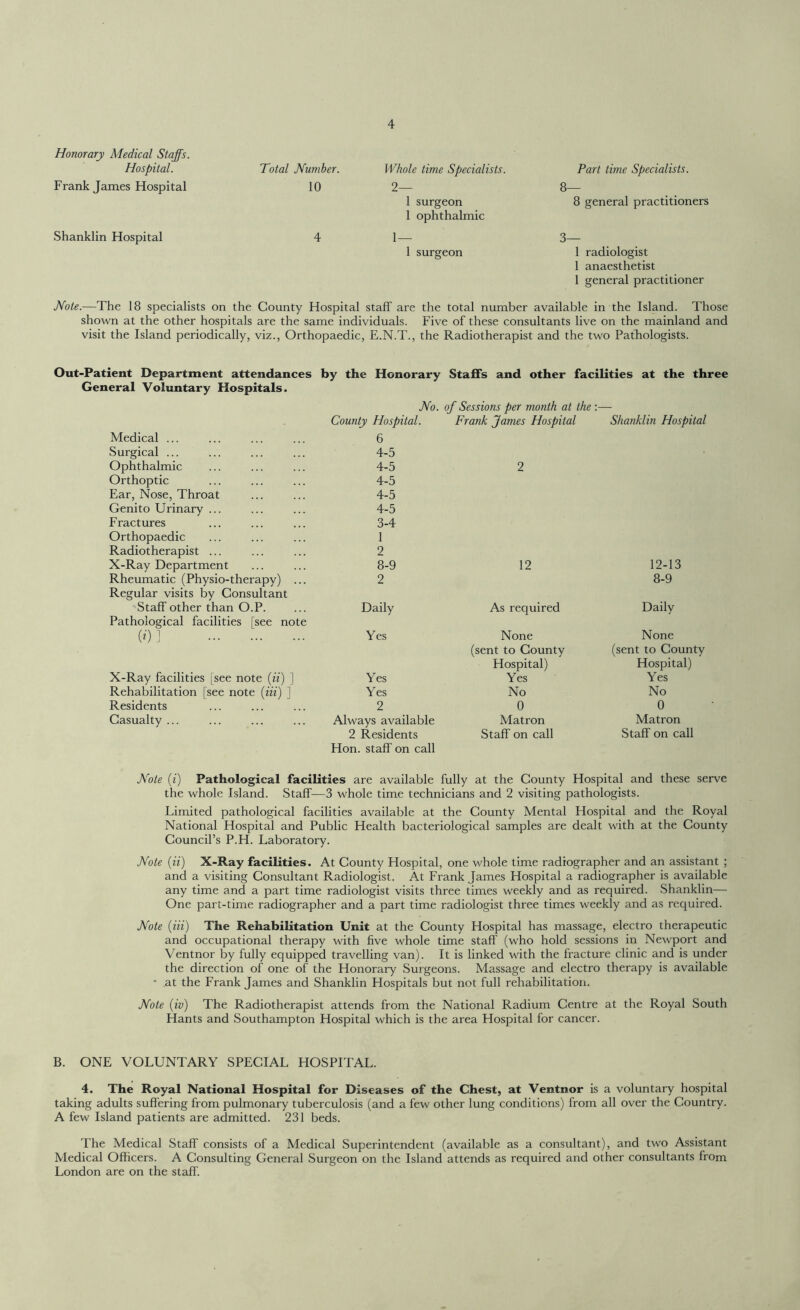 4
Honorary Medical Staffs.
Hospital. Total Number. Whole time Specialists. Part time Specialists.
Frank James Hospital 10 2— 8—
1 surgeon 8 general practitioners
1 ophthalmic
Shanklin Hospital 4 1— 3—
1 surgeon 1 radiologist
1 anaesthetist
1 general practitioner
Note.—The 18 specialists on the County Hospital staff are the total number available in the Island. Those
shown at the other hospitals are the same individuals. Five of these consultants live on the mainland and
visit the Island periodically, viz., Orthopaedic, E.N.T., the Radiotherapist and the two Pathologists.
Out-Patient Department attendances by the Honorary Staffs and other facilities at the three
General Voluntary Hospitals.
No. of Sessions per month at the :—
County Hospital. Frank James Hospital Shanklin Hospital
Medical ... ... ... ... 6
Surgical ... ... ... ... 4-5
Ophthalmic ... ... ... 4-5 2
Orthoptic ... ... ... 4-5
Ear, Nose, Throat ... ... 4-5
Genito Urinary ... ... ... 4-5
Fractures ... ... ... 3-4
Orthopaedic ... ... ... 1
Radiotherapist ... ... ... 2
X-Ray Department ... ... 8-9 12 12-13
Rheumatic (Physio-therapy) ... 2 8-9
Regular visits by Consultant
Staff other than O.P. ... Daily As required Daily
Pathological facilities [see note
(i) ] ... ... ... Yes None None
(sent to County (sent to County
Hospital) Hospital)
X-Ray facilities [see note (ii) ] Yes Yes Yes
Rehabilitation [see note (iii) ] Yes No No
Residents ... ... ... 2 0 0
Casualty ... ... ... ... Always available Matron Matron
2 Residents Staff on call Staff on call
Hon. staff on call
Note (i) Pathological facilities are available fully at the County Hospital and these serve
the whole Island. Staff—3 whole time technicians and 2 visiting pathologists.
Limited pathological facilities available at the County Mental Hospital and the Royal
National Hospital and Public Health bacteriological samples are dealt with at the County
Council's P.H. Laboratory.
Note (ii) X-Ray facilities. At County Hospital, one whole time radiographer and an assistant ;
and a visiting Consultant Radiologist. At Frank James Hospital a radiographer is available
any time and a part time radiologist visits three times weekly and as required. Shanklin—
One part-time radiographer and a part time radiologist three times weekly and as required.
Note (iii) The Rehabilitation Unit at the County Hospital has massage, electro therapeutic
and occupational therapy with five whole time staff (who hold sessions in Newport and
Ventnor by fully equipped travelling van). It is linked with the fracture clinic and is under
the direction of one of the Honorary Surgeons. Massage and electro therapy is available
at the Frank James and Shanklin Hospitals but not full rehabilitation.
Note (iv) The Radiotherapist attends from the National Radium Centre at the Royal South
Hants and Southampton Hospital which is the area Hospital for cancer.
B. ONE VOLUNTARY SPECIAL HOSPITAL.
4. The Royal National Hospital for Diseases of the Chest, at Ventnor is a voluntary hospital
taking adults suffering from pulmonary tuberculosis (and a few other lung conditions) from all over the Country.
A few Island patients are admitted. 231 beds.
The Medical Staff consists of a Medical Superintendent (available as a consultant), and two Assistant
Medical Officers. A Consulting General Surgeon on the Island attends as required and other consultants from
London are on the staff.